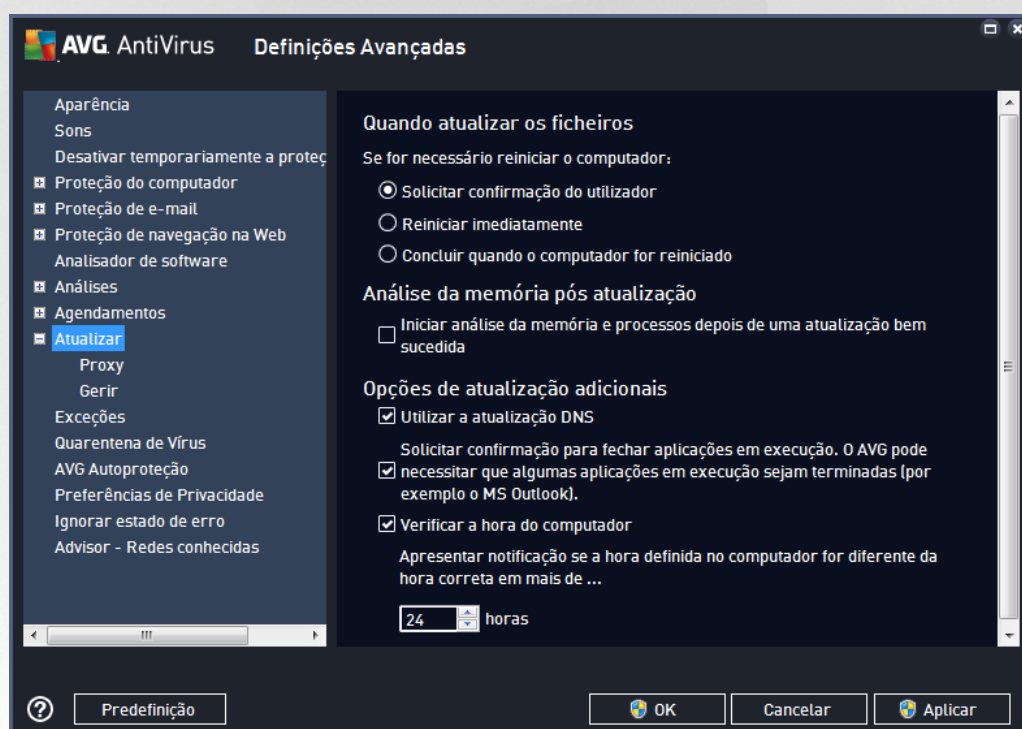 AVG. AntiVirus Definições Avançadas
Aparência
Sons
Desativar temporariamente a proteç
Proteção do computador
Proteção de e-mail
Proteção de navegação na Web
Analisador de software
Análises
Agendamentos
Atualizar
Proxy
Gerir
Exceções
Quarentena de Vírus
AVG Autoproteção
Preferências de Privacidade
Ignorar estado de erro
Advisor - Redes conhecidas
Quando atualizar os ficheiros
Se for necessário reiniciar o computador:
Solicitar confirmação do utilizador
Reiniciar imediatamente
Concluir quando o computador for reiniciado
Análise da memória pós atualização
Iniciar análise da memória e processos depois de uma atualização bem
sucedida
Opções de atualização adicionais
Utilizar a atualização DNS
Solicitar confirmação para fechar aplicações em execução. O AVG pode
necessitar que algumas aplicações em execução sejam terminadas (por
exemplo o MS Outlook).
Verificar a hora do computador
Apresentar notificação se a hora definida no computador for diferente da
hora correta em mais de ...
24 horas
? Predefinição OK Cancelar Aplicar